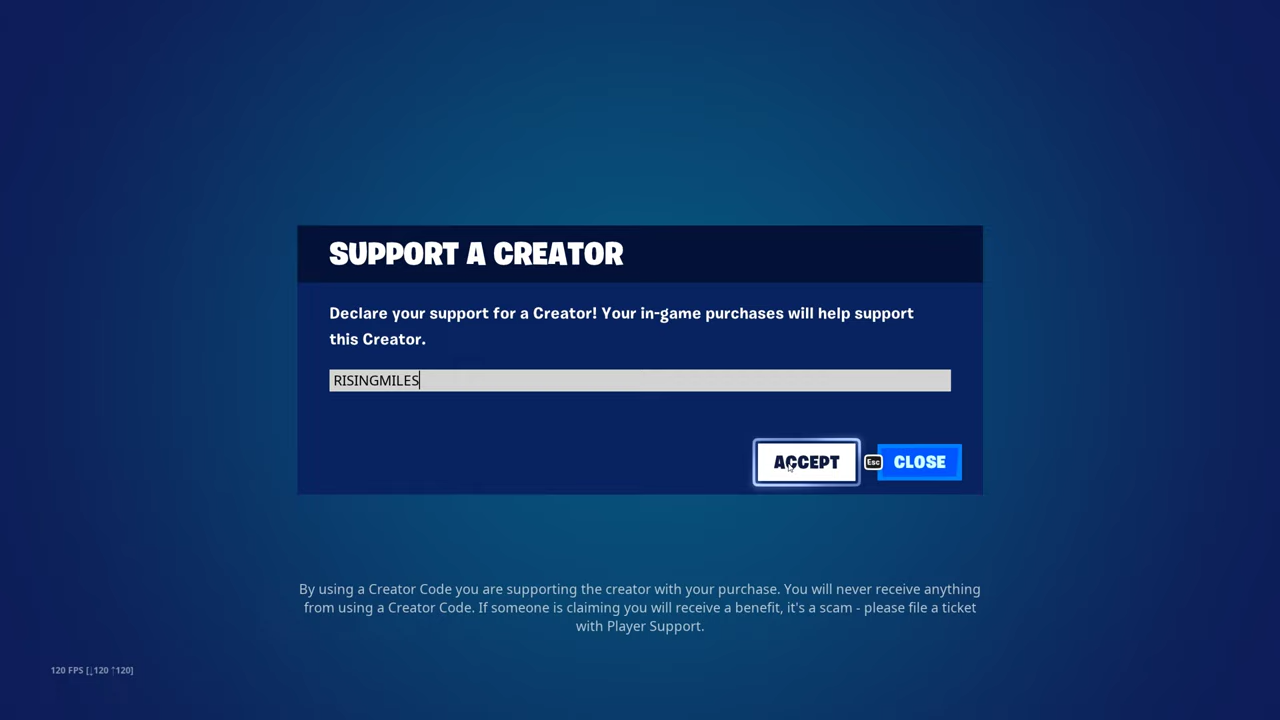 SUPPORT A CREATOR
Declare your support for a Creator! Your in-game purchases will help support
this Creator.
RISINGMILES
ACCEPT
Esc
CLOSE
By using a Creator Code you are supporting the creator with your purchase. You will never receive anything
from using a Creator Code. If someone is claiming you will receive a benefit, it's a scam - please file a ticket
with Player Support.
120 FPS [↓120 ↑120]